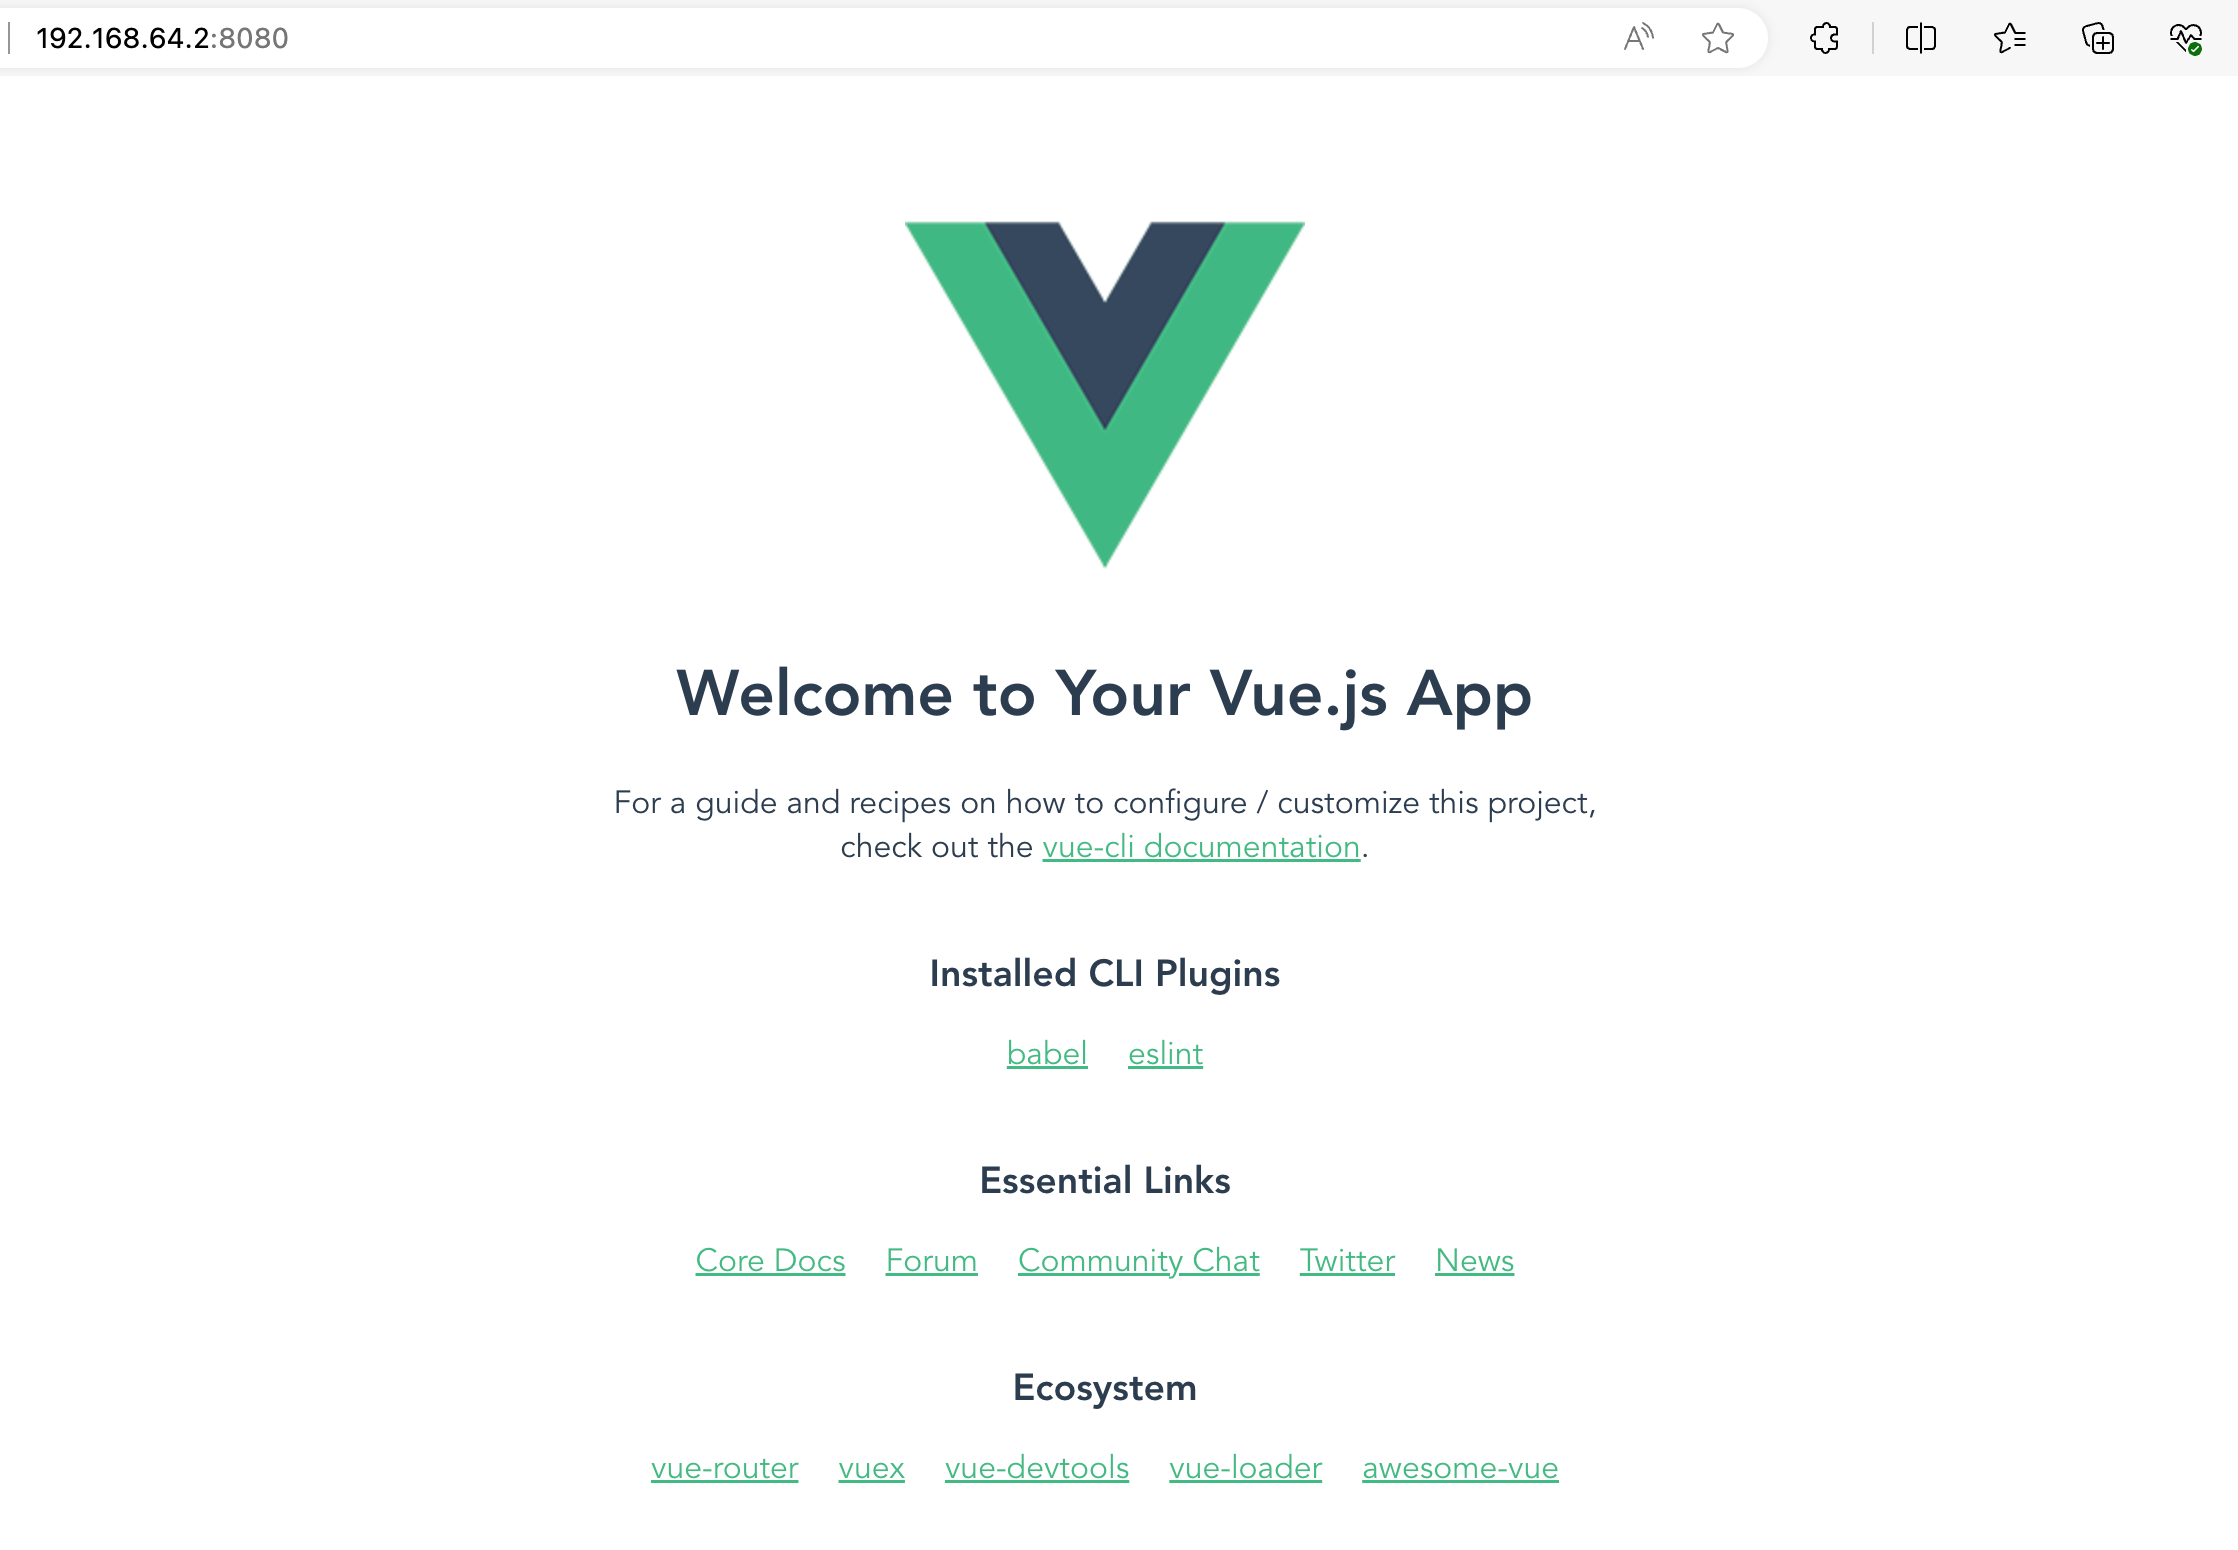 192.168.64.2:8080
Welcome to Your Vue.js App
For a guide and recipes on how to configure / customize this project,
check out the vue-cli documentation.
Installed CLI Plugins
babel eslint
Essential Links
Core Docs Forum Community Chat Twitter News
Ecosystem
vue-router vuex vue-devtools vue-loader awesome-vue